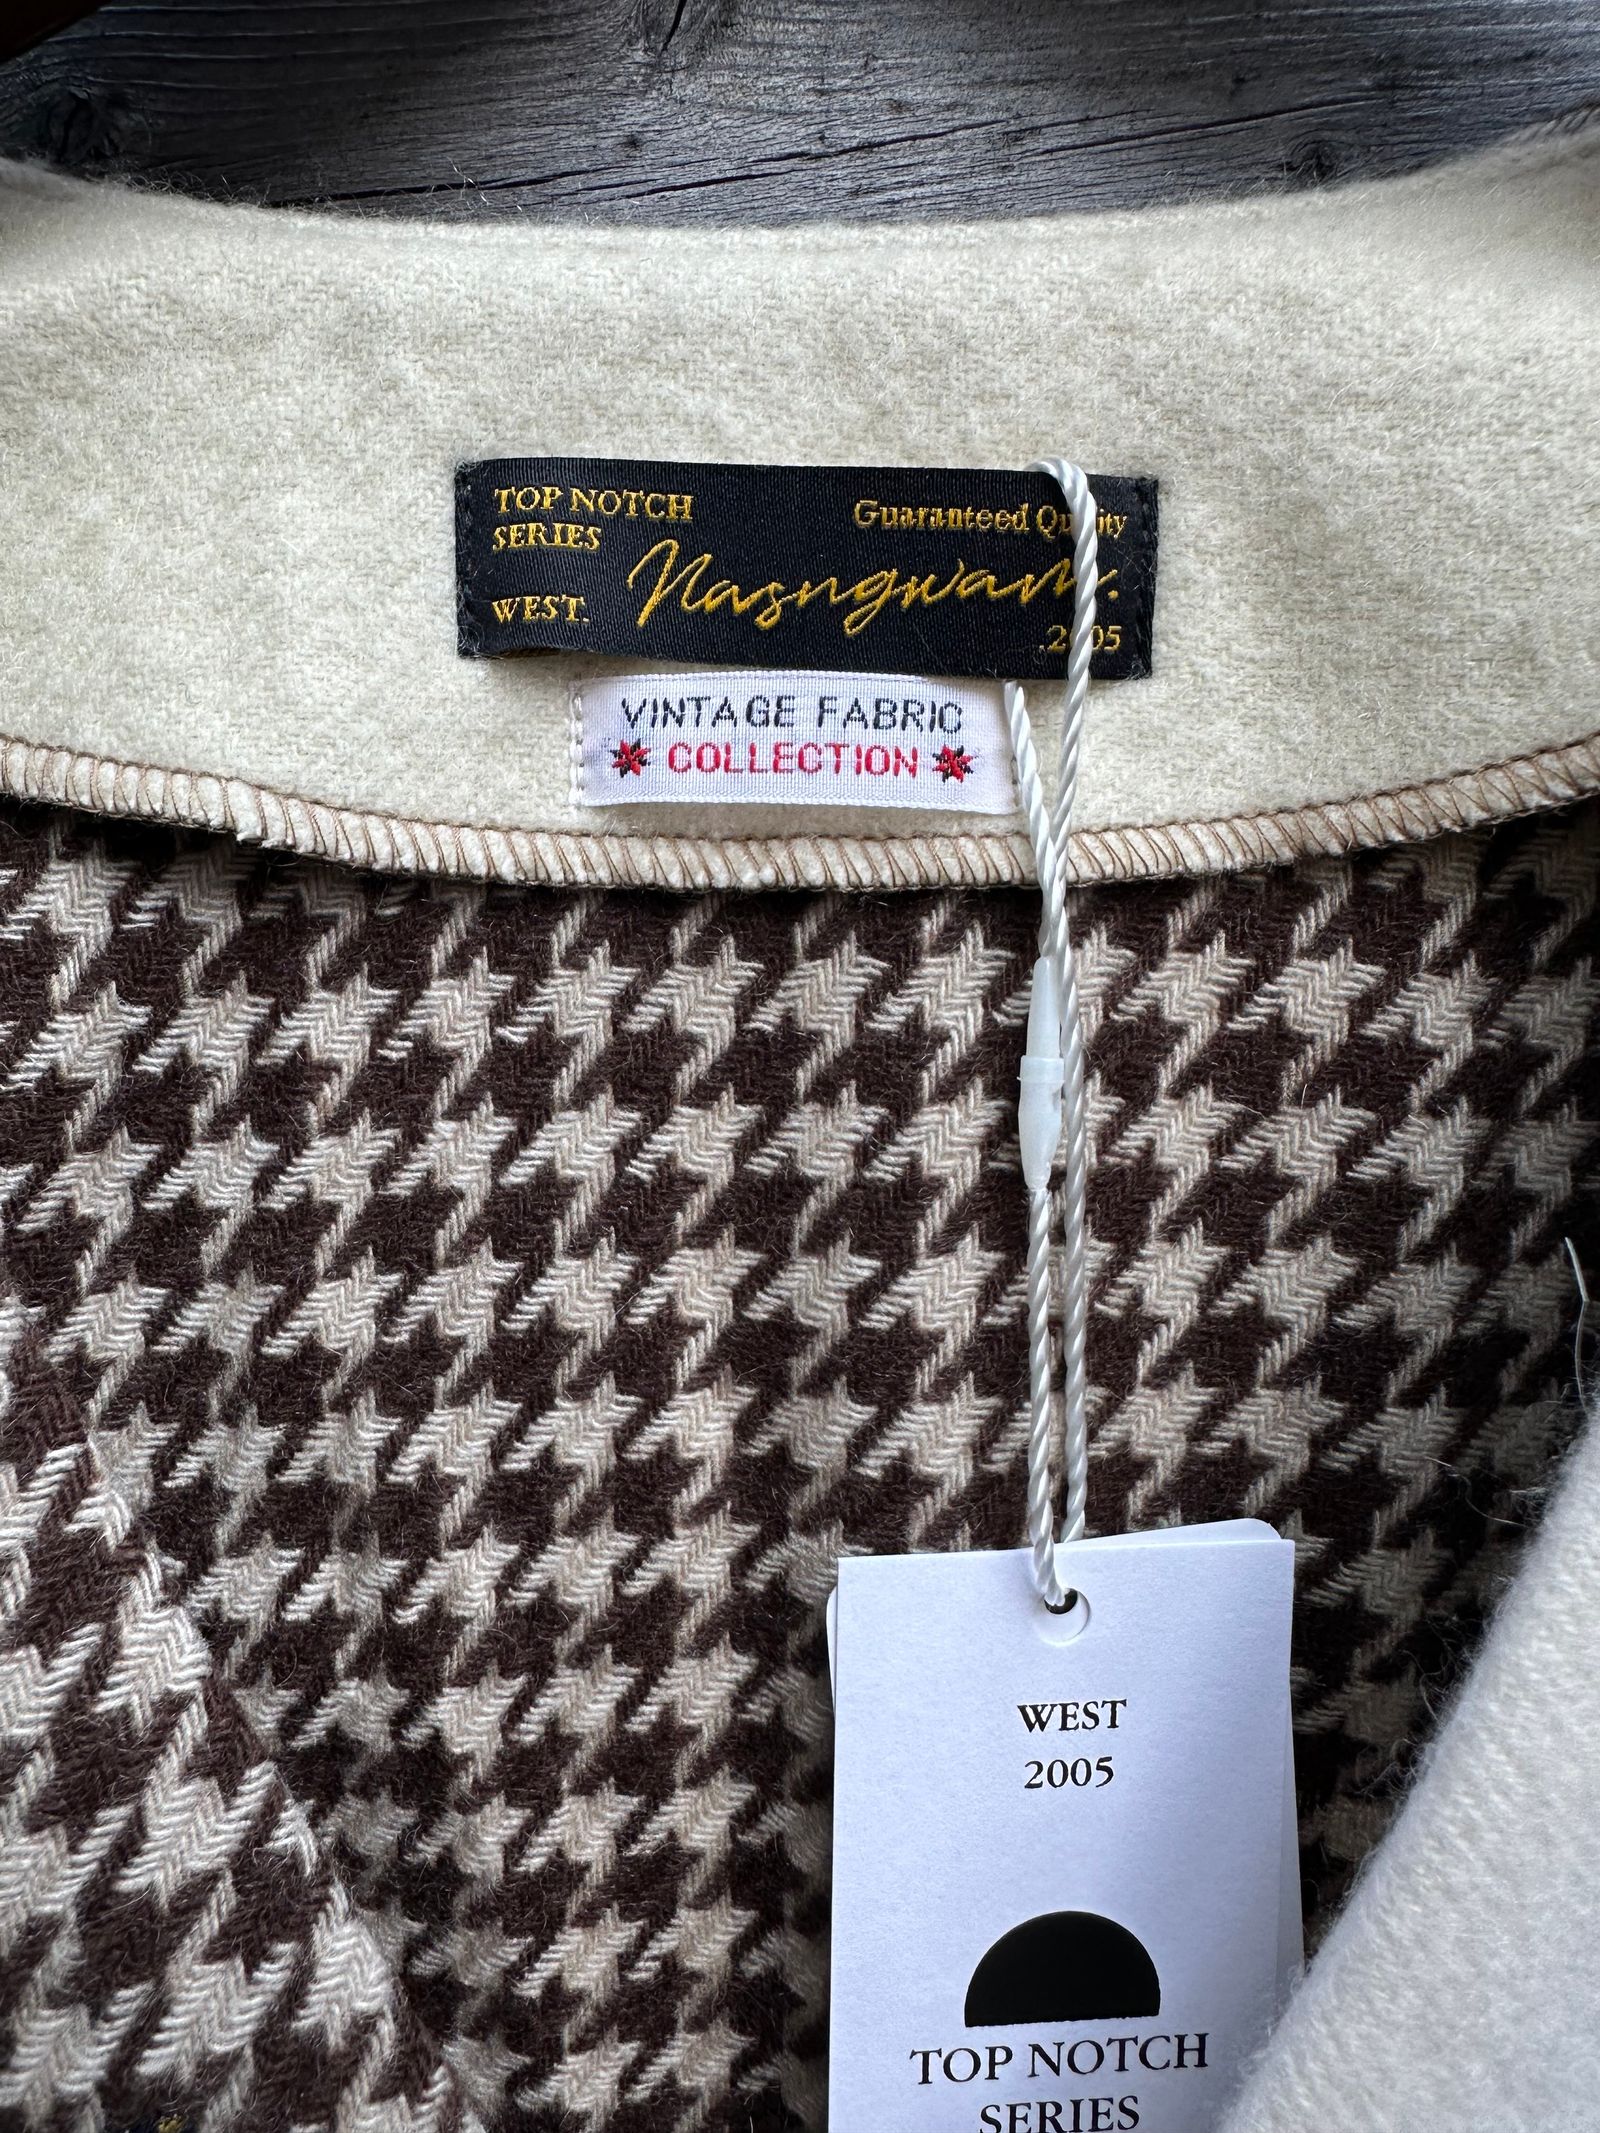 TOP NOTCH
SERIES
WEST.
Guaranteed Quality
Nasngwam.
.2005
VINTAGE FABRIC
COLLECTION
WEST
2005
TOP NOTCH
SERIES